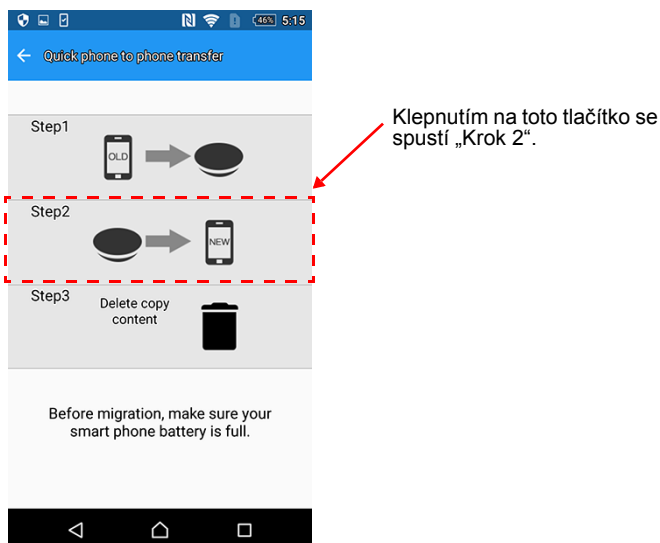 46% 5:15
Quick phone to phone transfer
Step1
OLD
Klepnutím na toto tlačítko se
spustí „Krok 2“.
Step2
NEW
Step3
Delete copy
content
Before migration, make sure your
smart phone battery is full.